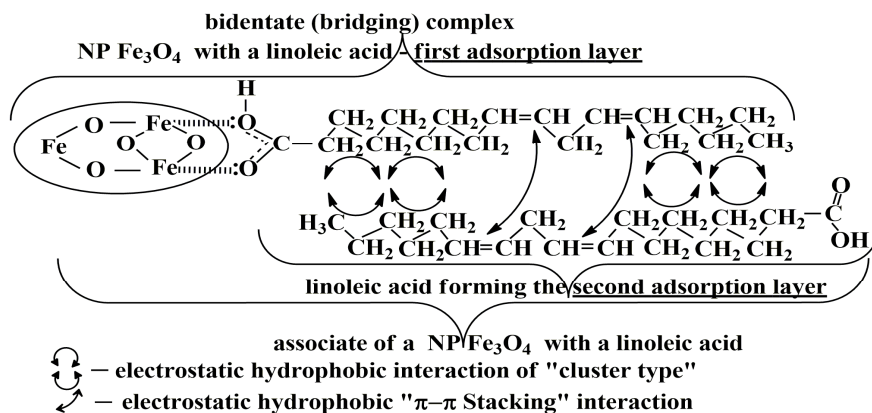 bidentate (bridging) complex
NP Fe₃O₄ with a linoleic acid - first adsorption layer
H
O
CH₂ CH₂ CH₂ CH=CH CH=CH CH₂ CH₂
Fe O Fe O O Fe O
C CH₂ CH₂ CH₂ CH₂ CH₂ CH₂ CH₂ CH₃
O
H₃C CH₂ CH₂ CH₂ CH₂ CH₂ CH₂ CH₂ C
O
CH₂ CH₂ CH=CH CH=CH CH₂ CH₂ CH₂ OH
linoleic acid forming the second adsorption layer
associate of a NP Fe₃O₄ with a linoleic acid
– electrostatic hydrophobic interaction of "cluster type"
– electrostatic hydrophobic "π–π Stacking" interaction